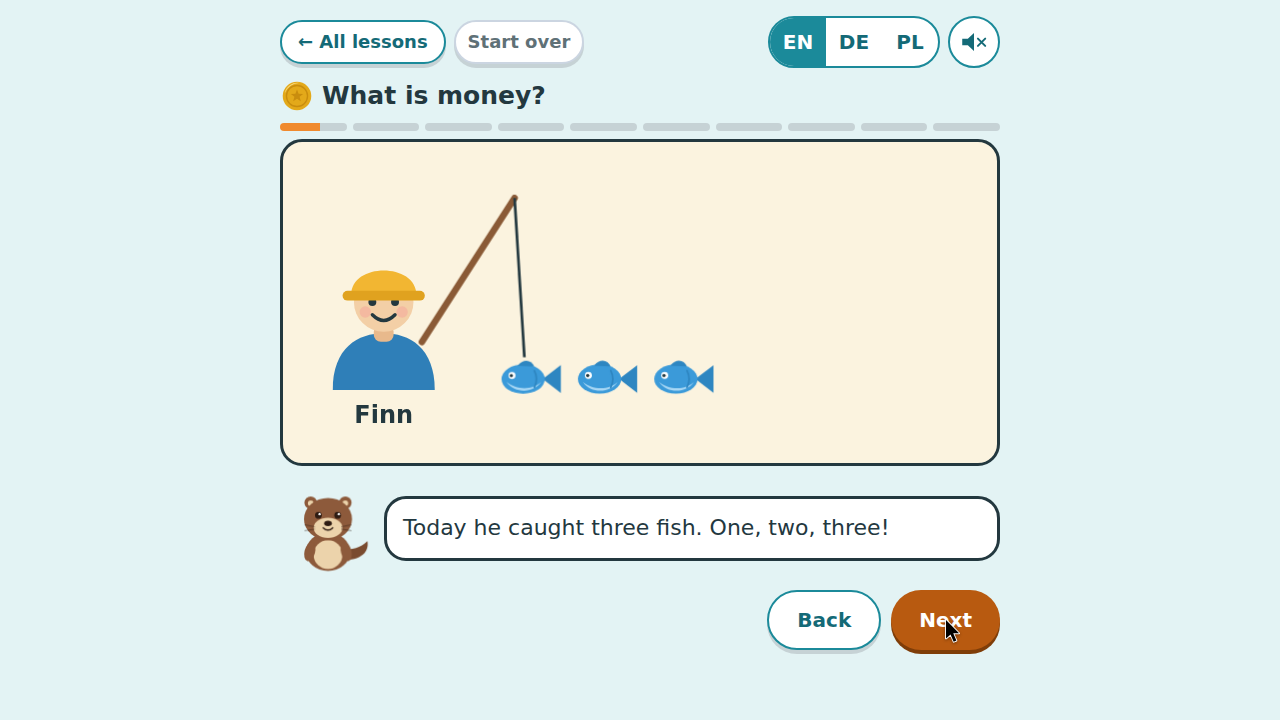 ← All lessons
Start over
EN DE PL
What is money?
Finn
Today he caught three fish. One, two, three!
Back
Next